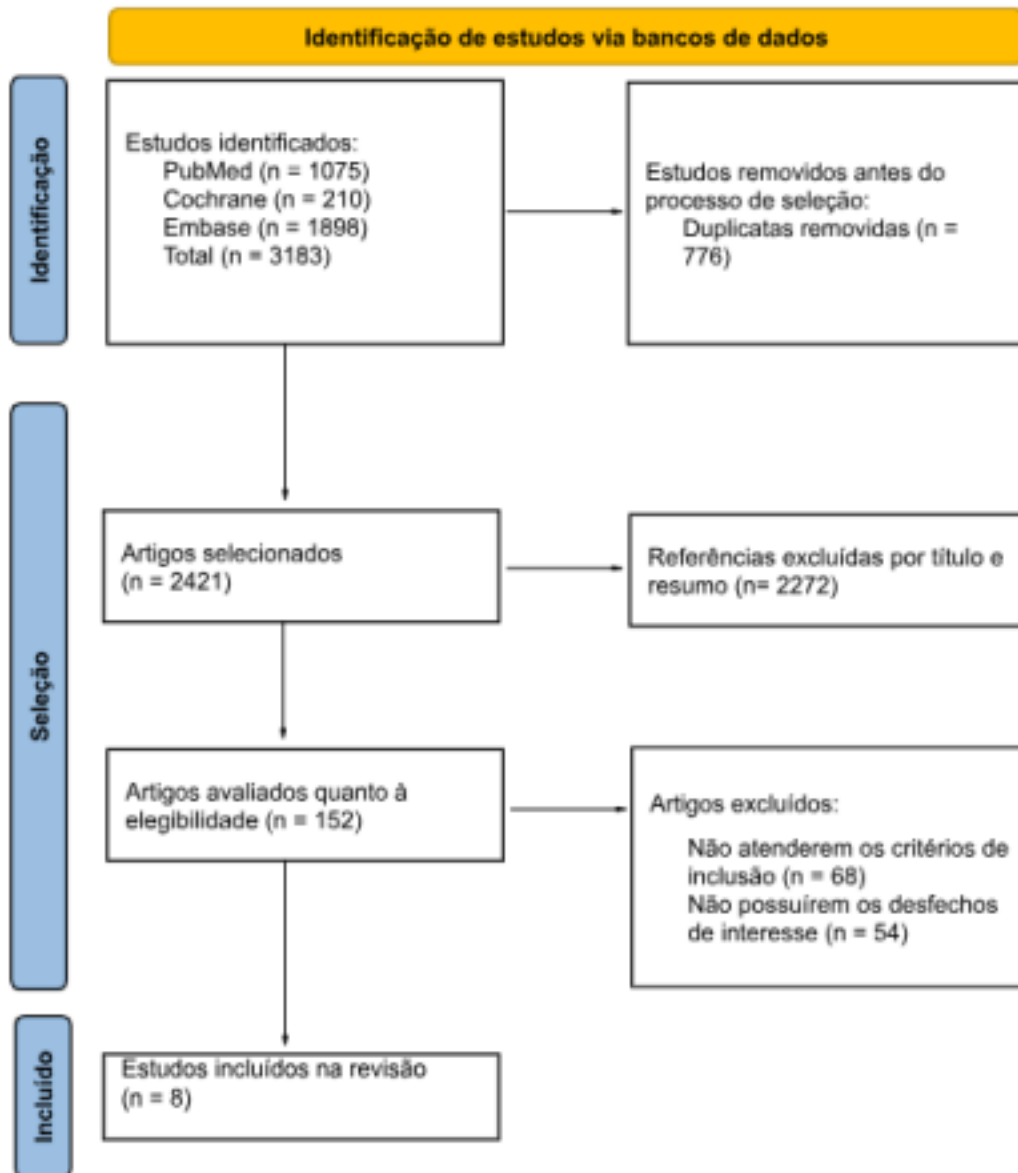 Identificação de estudos via bancos de dados
Identificação
Estudos identificados:
PubMed (n = 1075)
Cochrane (n = 210)
Embase (n = 1898)
Total (n = 3183)
Estudos removidos antes do
processo de seleção:
Duplicatas removidas (n =
776)
Seleção
Artigos selecionados
(n = 2421)
Referências excluídas por título e
resumo (n= 2272)
Artigos avaliados quanto à
elegibilidade (n = 152)
Artigos excluídos:
Não atenderem os critérios de
inclusão (n = 68)
Não possuírem os desfechos
de interesse (n = 54)
Incluído
Estudos incluídos na revisão
(n = 8)